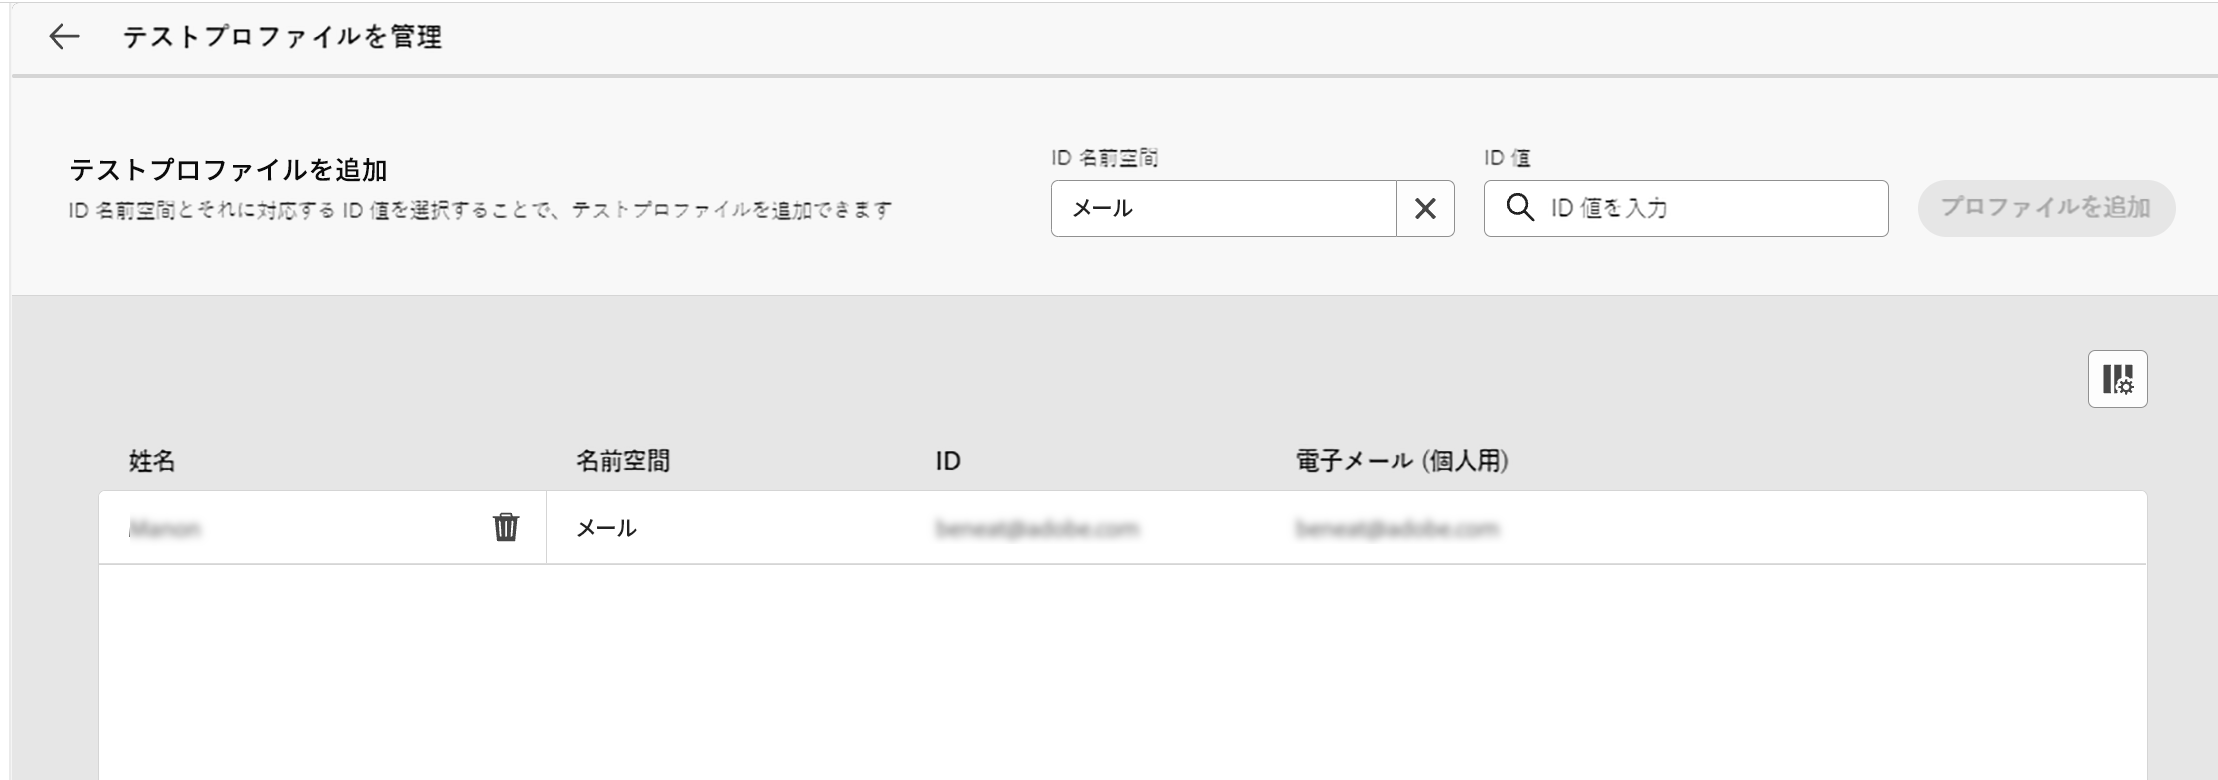 テストプロファイルを管理
テストプロファイルを追加
ID 名前空間とそれに対応する ID 値を選択することで、テストプロファイルを追加できます
ID 名前空間
メール
ID 値
ID 値を入力
プロファイルを追加
姓名 名前空間 ID 電子メール (個人用)
メール